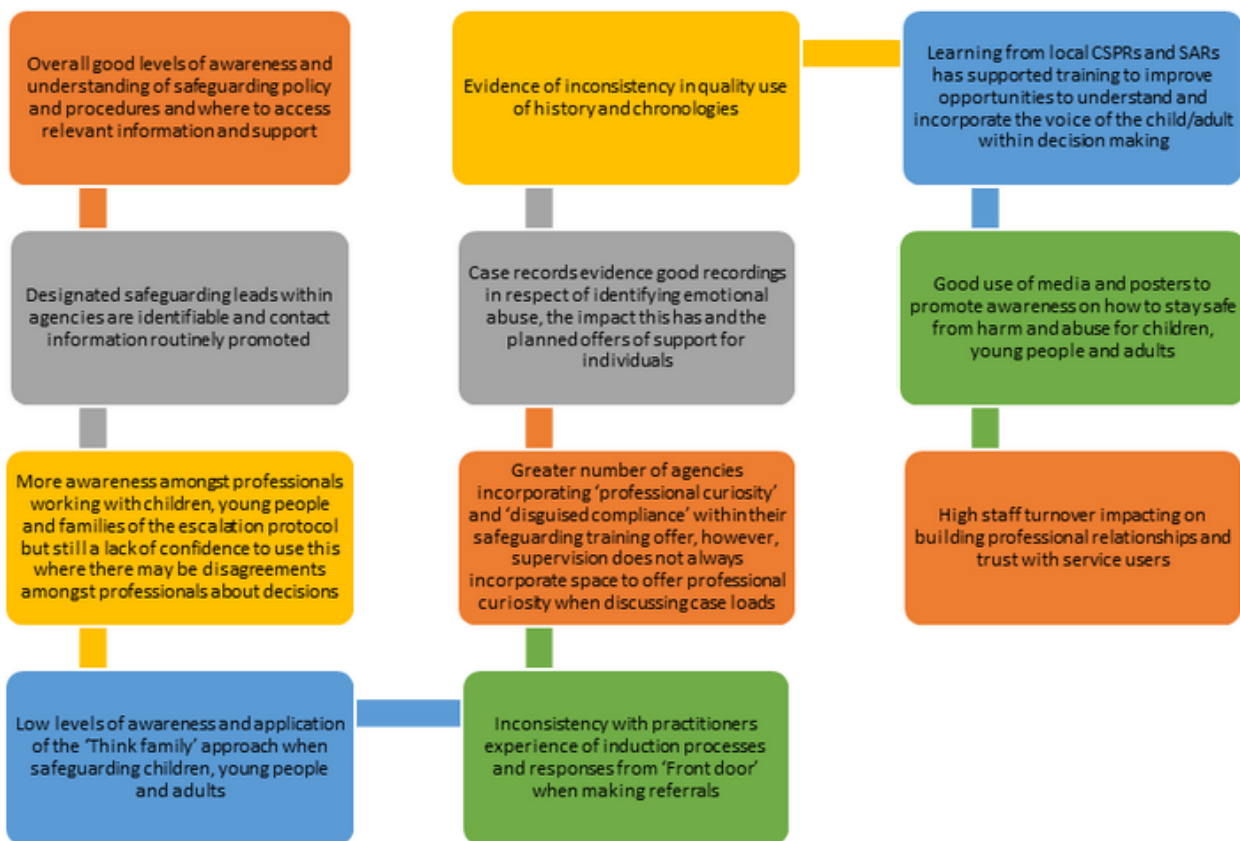 Overall good levels of awareness and
understanding of safeguarding policy
and procedures and where to access
relevant information and support
Designated safeguarding leads within
agencies are identifiable and contact
information routinely promoted
More awareness amongst professionals
working with children, young people
and families of the escalation protocol
but still a lack of confidence to use this
where there may be disagreements
amongst professionals about decisions
Low levels of awareness and application
of the ‘Think family’ approach when
safeguarding children, young people
and adults
Inconsistency with practitioners
experience of induction processes
and responses from ‘Front door’
when making referrals
Greater number of agencies
incorporating ‘professional curiosity’
and ‘disguised compliance’ within their
safeguarding training offer, however,
supervision does not always
incorporate space to offer professional
curiosity when discussing case loads
Case records evidence good recordings
in respect of identifying emotional
abuse, the impact this has and the
planned offers of support for
individuals
Evidence of inconsistency in quality use
of history and chronologies
Learning from local CSPRs and SARs
has supported training to improve
opportunities to understand and
incorporate the voice of the child/adult
within decision making
Good use of media and posters to
promote awareness on how to stay safe
from harm and abuse for children,
young people and adults
High staff turnover impacting on
building professional relationships and
trust with service users